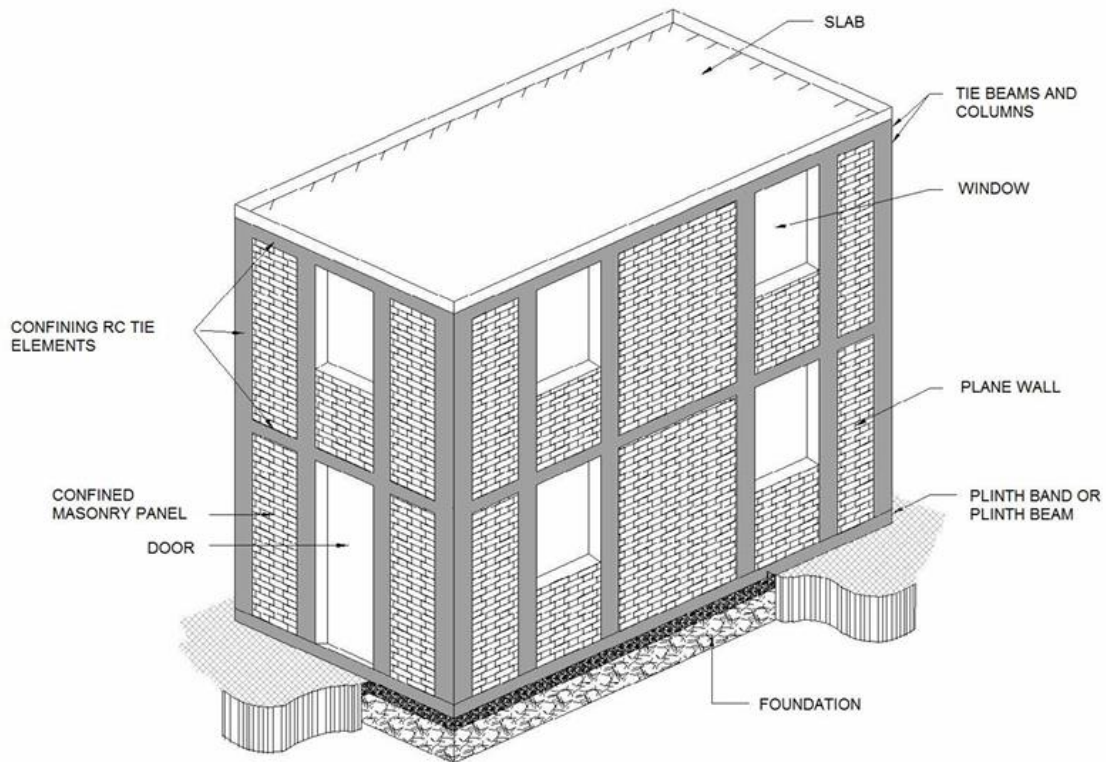 SLAB
TIE BEAMS AND
COLUMNS
WINDOW
CONFINING RC TIE
ELEMENTS
PLANE WALL
CONFINED
MASONRY PANEL
PLINTH BAND OR
PLINTH BEAM
DOOR
FOUNDATION